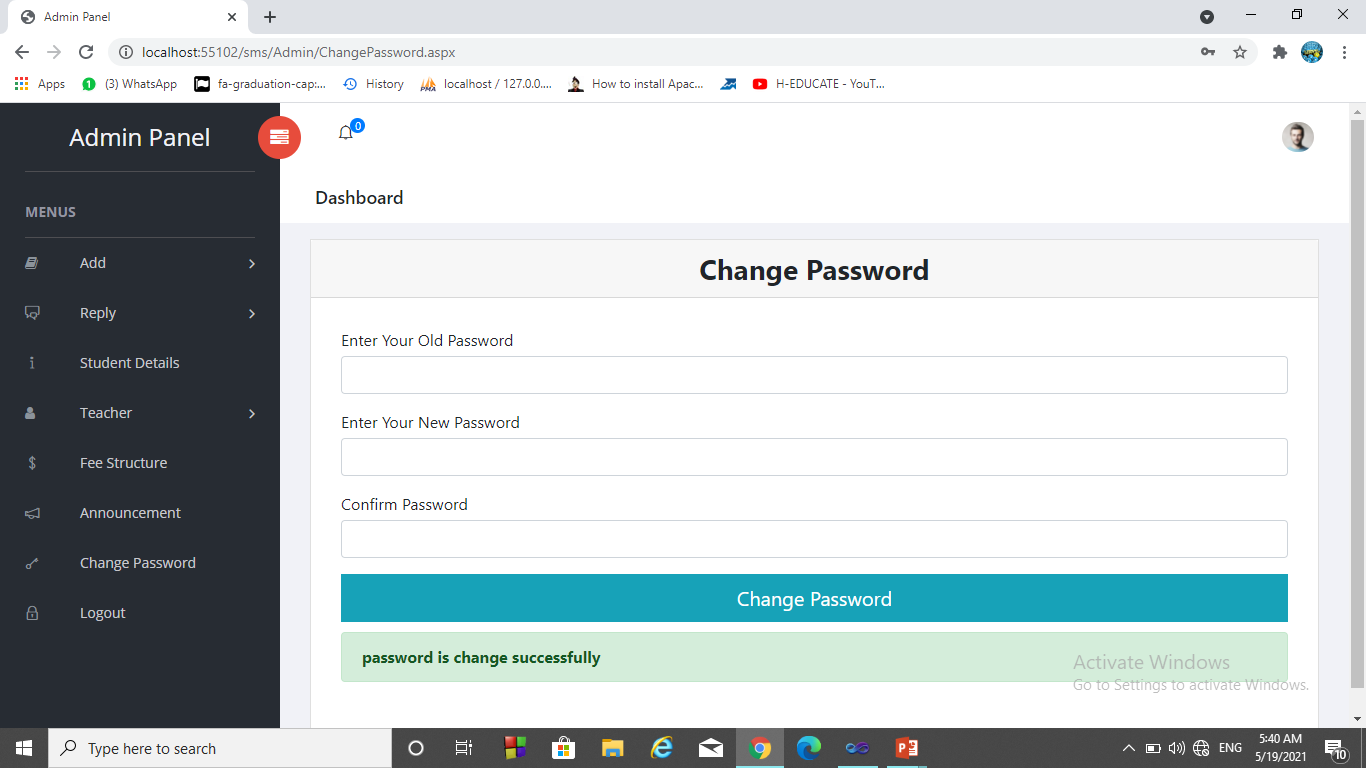 Admin Panel
localhost:55102/sms/Admin/ChangePassword.aspx
Apps
1
(3) WhatsApp
fa-graduation-cap:...
History
PMA
localhost / 127.0.0....
How to install Apac...
H-EDUCATE - YouT...
Admin Panel
0
Dashboard
MENUS
Add
Reply
Student Details
Teacher
Fee Structure
Announcement
Change Password
Logout
Change Password
Enter Your Old Password
Enter Your New Password
Confirm Password
Change Password
password is change successfully
Activate Windows
Go to Settings to activate Windows.
Type here to search
ENG
5:40 AM
5/19/2021
10